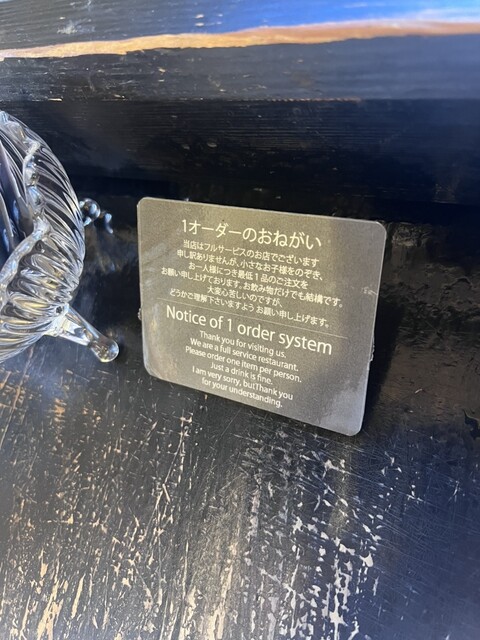 1オーダーのおねがい
当店はフルサービスのお店でございます
申し訳ありませんが、小さなお子様をのぞき、
お一人様につき最低1品のご注文を
お願い申し上げております。お飲み物だけでも結構です。
大変心苦しいのですが、
どうかご理解下さいますよう お願い申し上げます。
Notice of 1 order system
Thank you for visiting us.
We are a full service restaurant.
Please order one item per person.
Just a drink is fine.
I am very sorry, but Thank you
for your understanding.